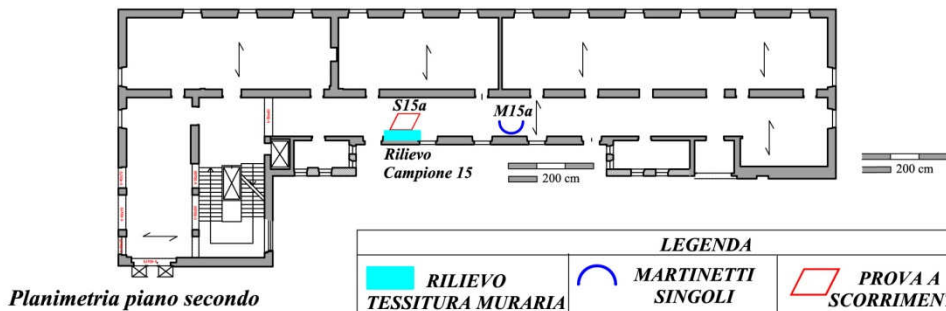 S15a
M15a
Rilievo
Campione 15
200 cm
200 cm
LEGENDA
RILIEVO
TESSITURA MURARIA
MARTINETTI
SINGOLI
PROVA A
SCORRIMEN
Planimetria piano secondo